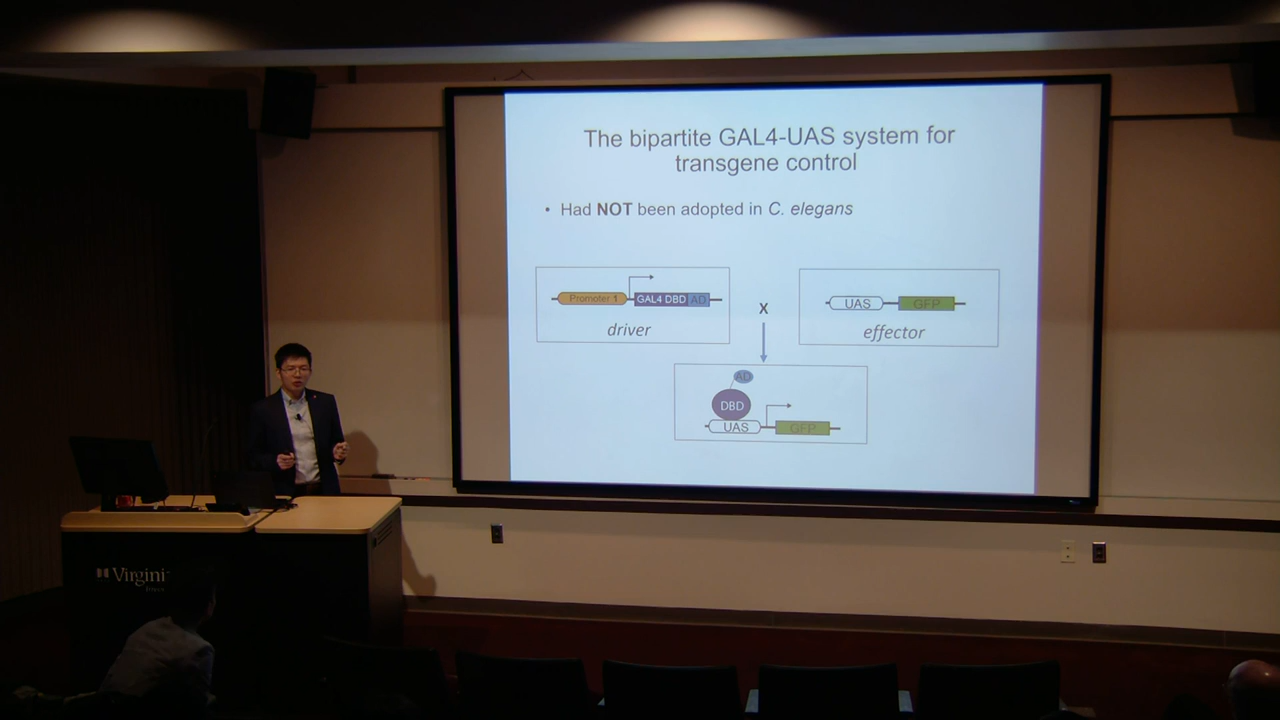 The bipartite GAL4-UAS system for
transgene control
• Had NOT been adopted in C. elegans
Promoter 1 GAL4 DBD AD
driver
X
UAS GFP
effector
AD
DBD
UAS GFP
Virgini